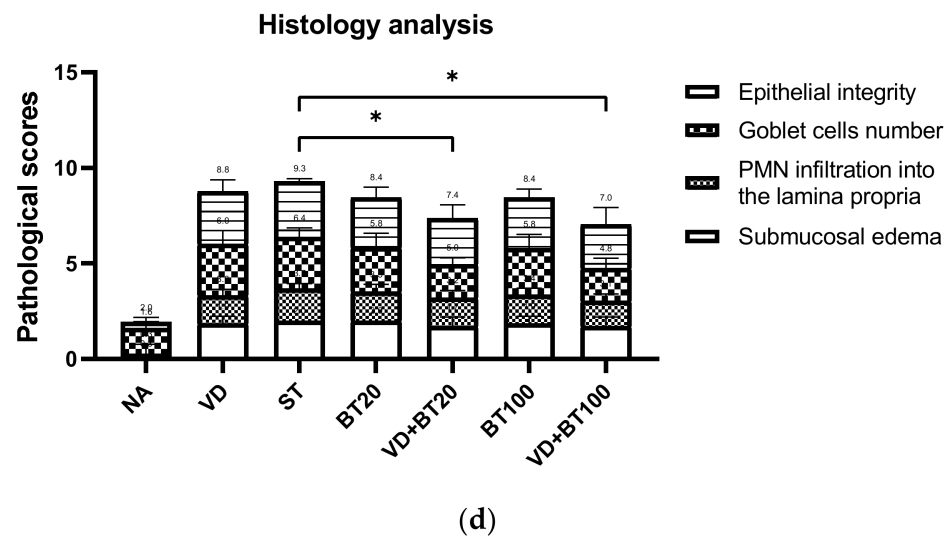 Histology analysis
Pathological scores
15
10
5
0
*
*
2.0
1.6
8.8
6.0
9.3
6.4
8.4
5.8
7.4
5.0
8.4
5.8
7.0
4.8
NA
VD
ST
BT20
VD+BT20
BT100
VD+BT100
Epithelial integrity
Goblet cells number
PMN infiltration into
the lamina propria
Submucosal edema
(d)